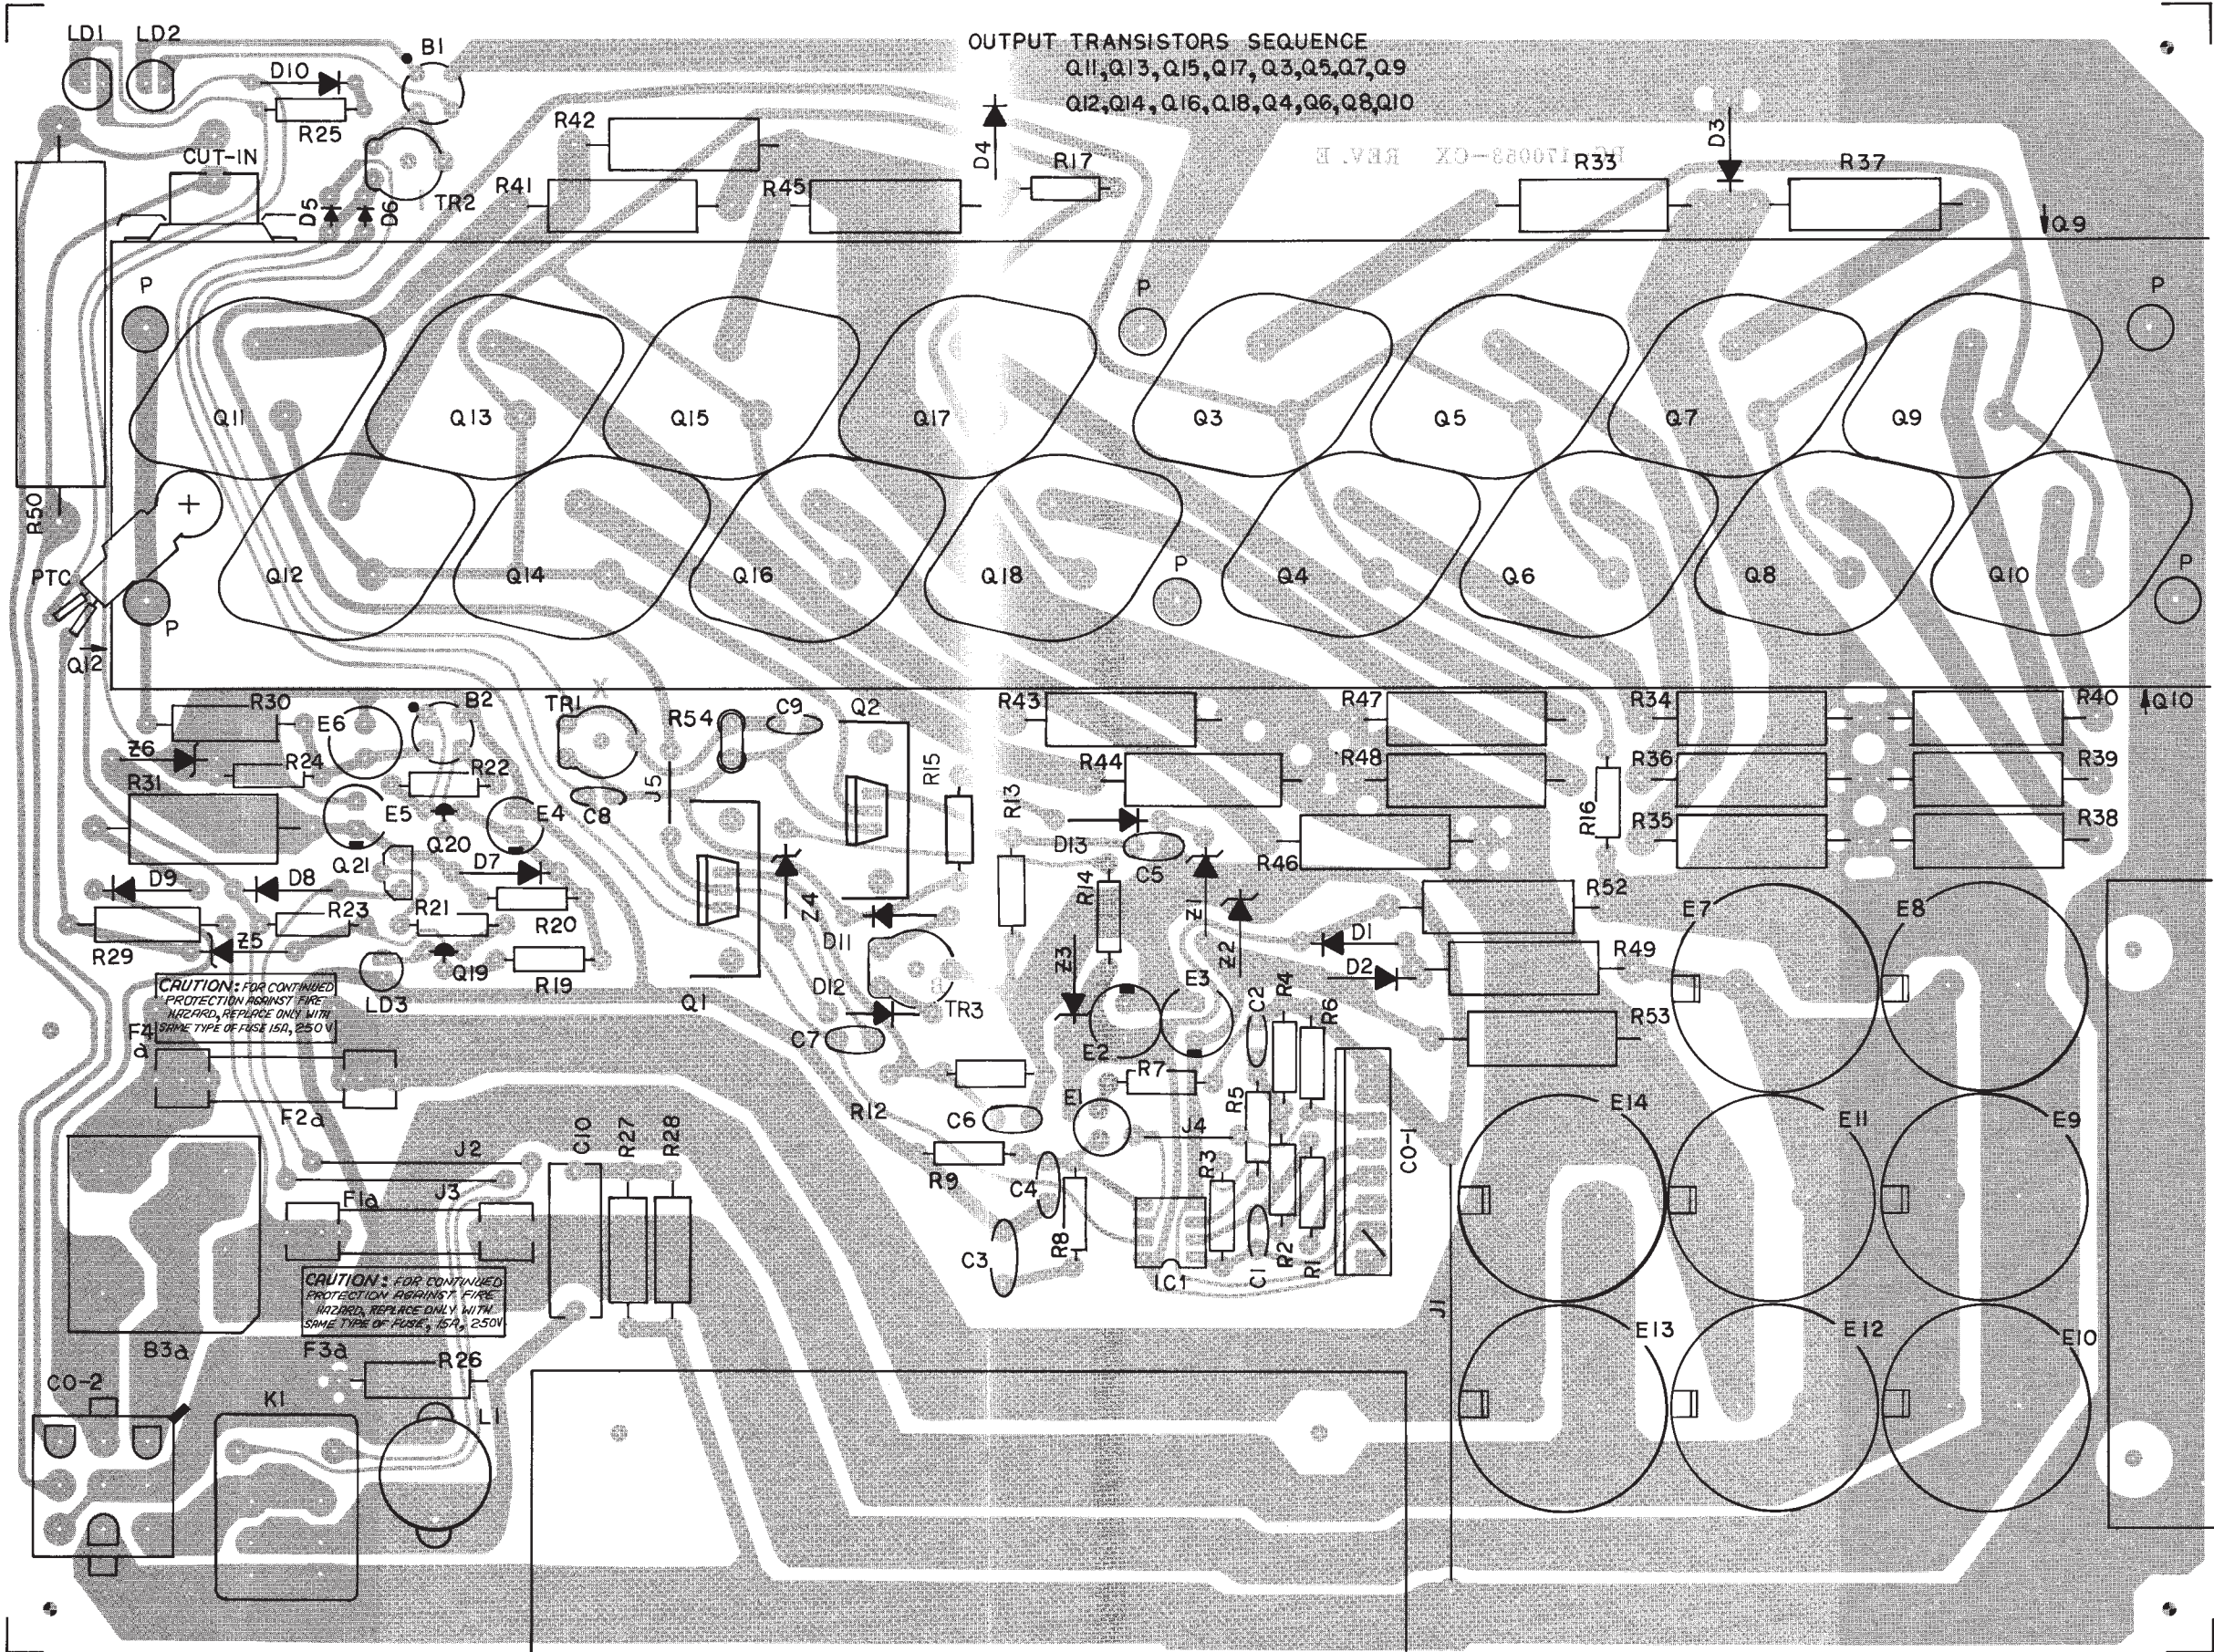 LD1 LD2 B1
OUTPUT TRANSISTORS SEQUENCE
Q11,Q13,Q15,Q17,Q3,Q5,Q7,Q9
Q12,Q14,Q16,Q18,Q4,Q6,Q8,Q10
D10
R25
R42
D4
R17
D3
PC-170063-CX REV.E
R33
R37
CUT-IN
R41
R45
D5
D6
TR2
Q9
P
P
P
Q11
Q13
Q15
Q17
Q3
Q5
Q7
Q9
R50
PTC
Q12
Q14
Q16
Q18
P
Q4
Q6
Q8
Q10
P
P
Q12
X
R30
E6
B2
TR1
R54
C9
Q2
R43
R47
R34
R40
Q10
Z6
R24
R22
J5
R15
R44
R48
R36
R39
R31
E5
E4
C8
R13
D13
R16
R35
R38
Q21
Q20
D7
C5
R46
D9
D8
R14
R52
R23
R21
R20
Z4
Z1
E7
E8
R29
Z5
Q19
R19
D11
Z3
Z2
D1
R49
LD3
Q1
D12
TR3
E3
D2
CAUTION: FOR CONTINUED
PROTECTION AGAINST FIRE
HAZARD, REPLACE ONLY WITH
SAME TYPE OF FUSE 15A, 250V
F4
a
C7
E2
C2
R4
R6
R53
R7
F2a
R12
C6
E1
R5
E14
E11
E9
J2
C10
R27
R28
J4
CO-1
F1a
J3
R9
C4
R3
C3
R8
IC1
C1
R2
R1
CAUTION: FOR CONTINUED
PROTECTION AGAINST FIRE
HAZARD, REPLACE ONLY WITH
SAME TYPE OF FUSE, 15A, 250V
J1
B3a
F3a
R26
E13
E12
E10
CO-2
K1
L1